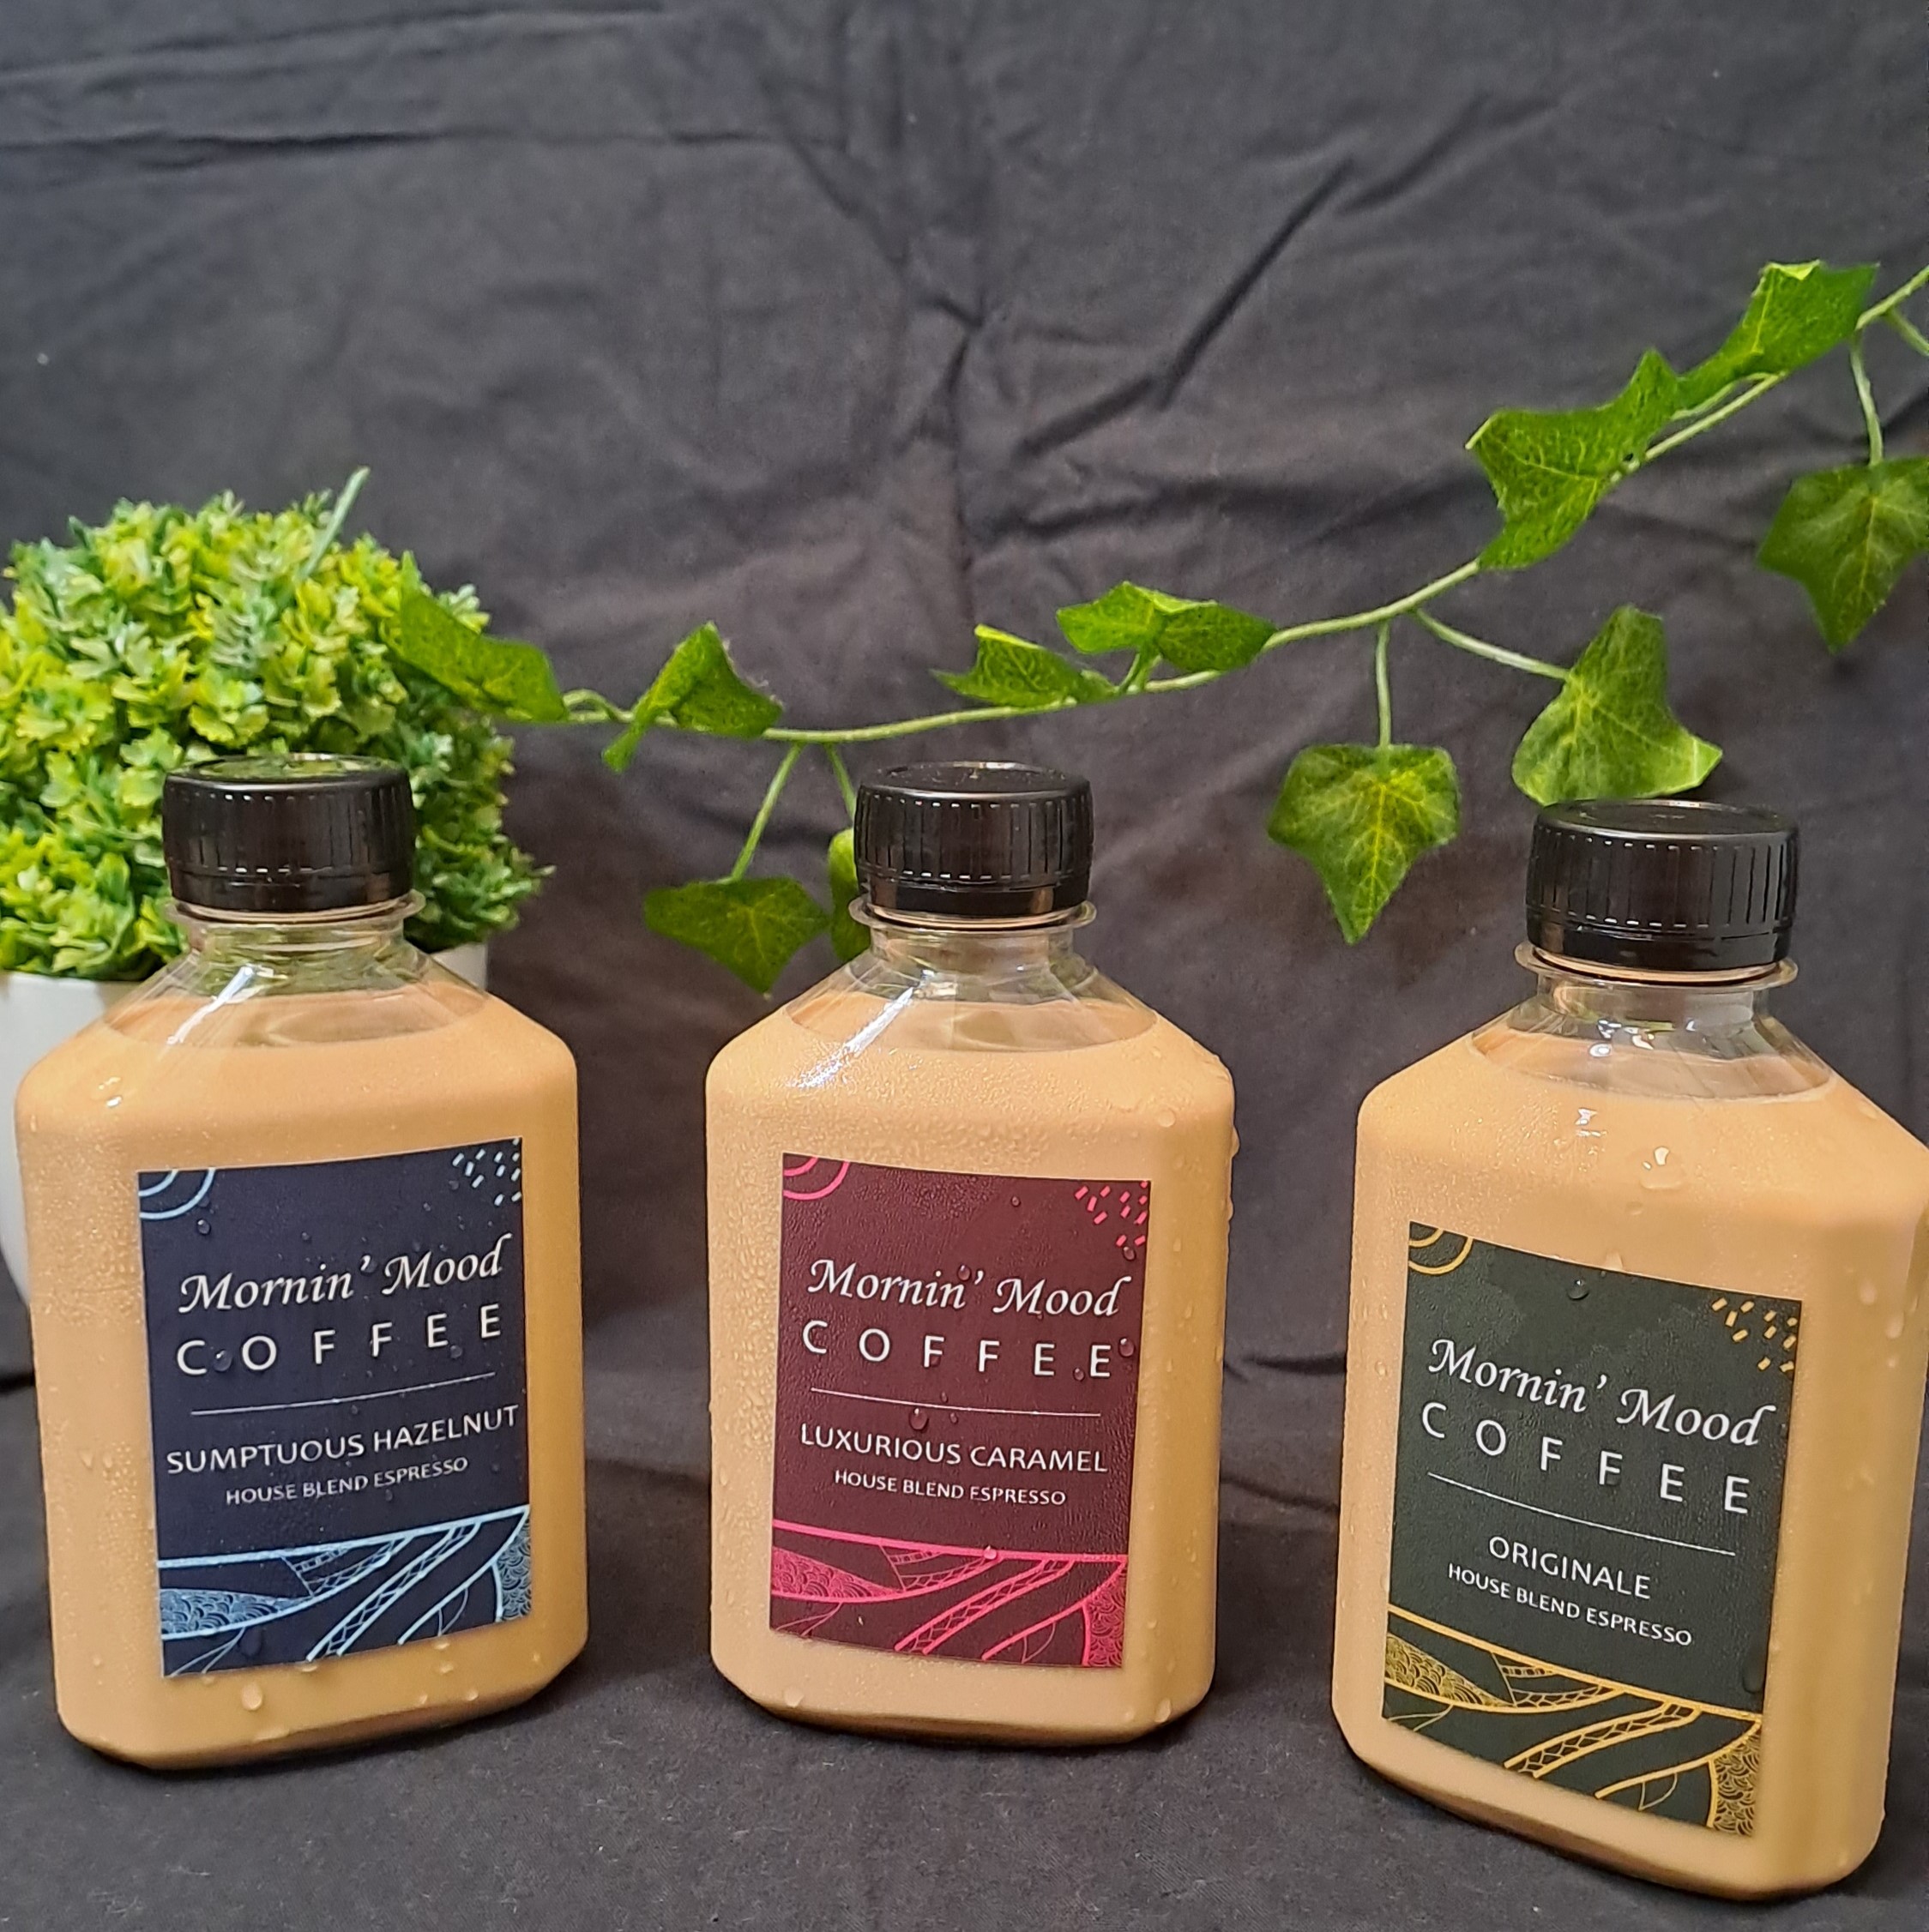 Mornin' Mood
COFFEE
SUMPTUOUS HAZELNUT
HOUSE BLEND ESPRESSO
Mornin' Mood
COFFEE
LUXURIOUS CARAMEL
HOUSE BLEND ESPRESSO
Mornin' Mood
COFFEE
ORIGINALE
HOUSE BLEND ESPRESSO